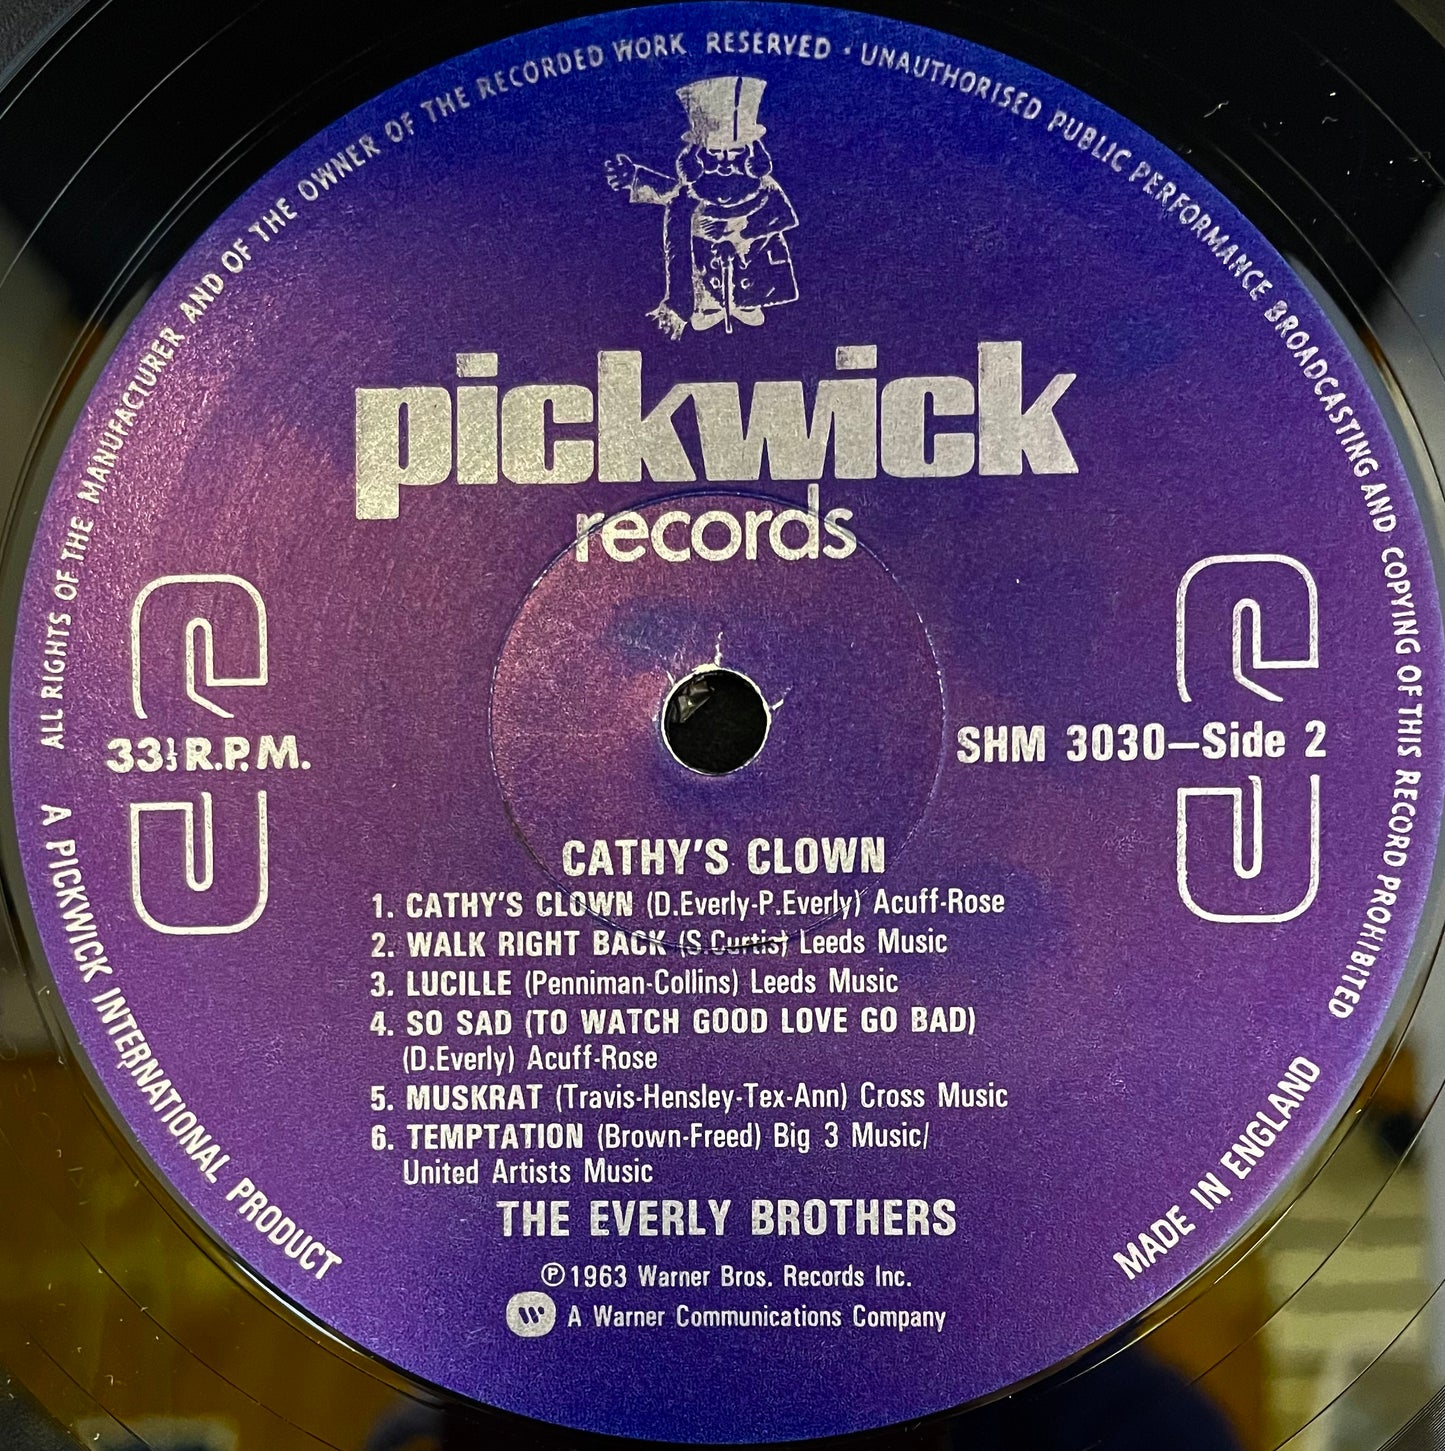 ALL RIGHTS OF THE MANUFACTURER AND OF THE OWNER OF THE RECORDED WORK RESERVED · UNAUTHORISED PUBLIC PERFORMANCE BROADCASTING AND COPYING OF THIS RECORD PROHIBITED
pickwick
records
33⅓ R.P.M.
SHM 3030–Side 2
CATHY'S CLOWN
1. CATHY'S CLOWN (D.Everly-P.Everly) Acuff-Rose
2. WALK RIGHT BACK (S.Curtis) Leeds Music
3. LUCILLE (Penniman-Collins) Leeds Music
4. SO SAD (TO WATCH GOOD LOVE GO BAD)
(D.Everly) Acuff-Rose
5. MUSKRAT (Travis-Hensley-Tex-Ann) Cross Music
6. TEMPTATION (Brown-Freed) Big 3 Music/
United Artists Music
THE EVERLY BROTHERS
℗1963 Warner Bros. Records Inc.
A Warner Communications Company
A PICKWICK INTERNATIONAL PRODUCT
MADE IN ENGLAND